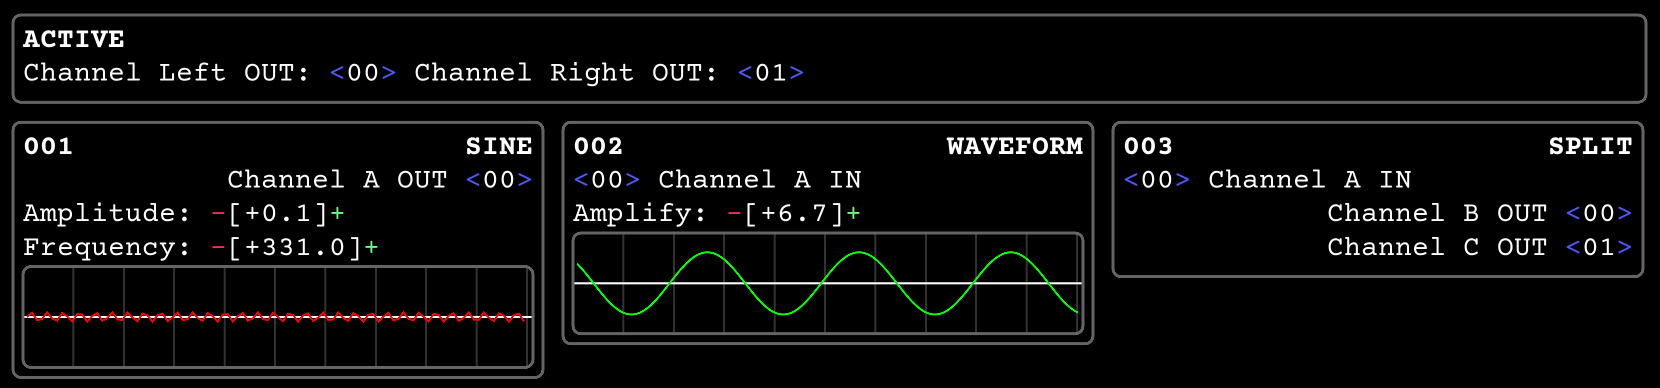 ACTIVE
Channel Left OUT: <00> Channel Right OUT: <01>
001 SINE
Channel A OUT <00>
Amplitude: -[+0.1]+
Frequency: -[+331.0]+
002 WAVEFORM
<00> Channel A IN
Amplify: -[+6.7]+
003 SPLIT
<00> Channel A IN
Channel B OUT <00>
Channel C OUT <01>